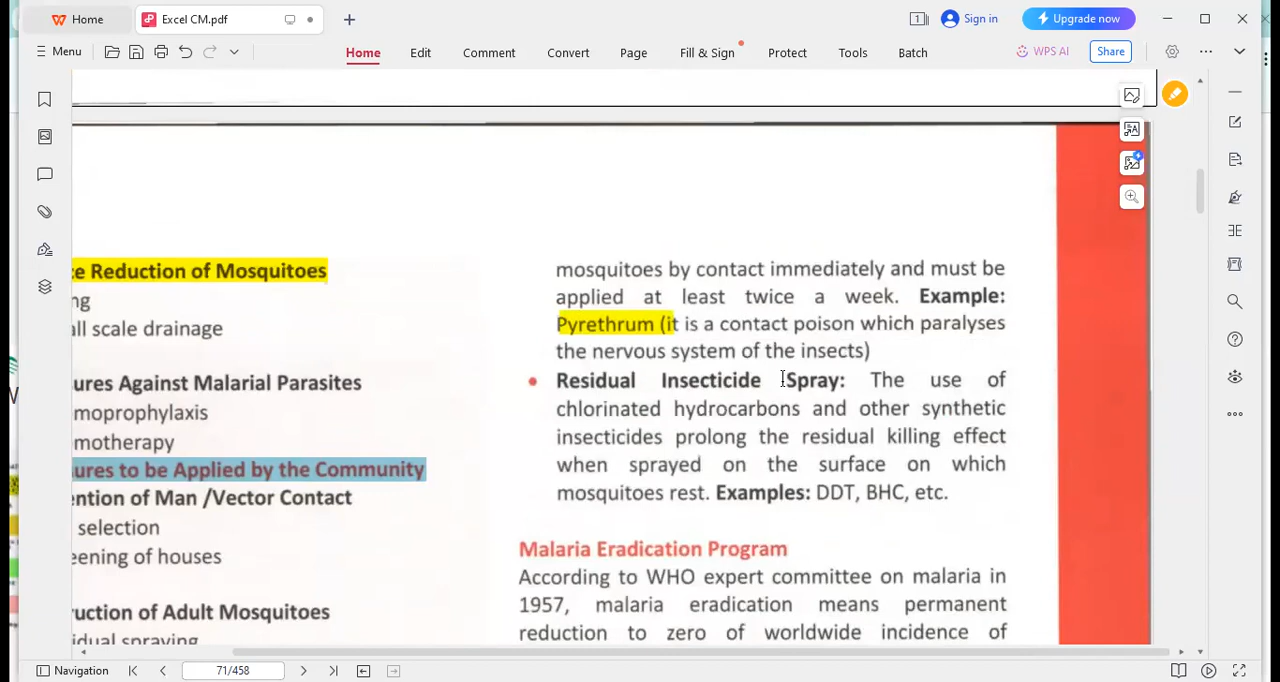 Home
Excel CM.pdf
Sign in
Upgrade now
Menu
Home Edit Comment Convert Page Fill & Sign Protect Tools Batch
WPS AI
Share
ce Reduction of Mosquitoes
ng
all scale drainage
ures Against Malarial Parasites
moprophylaxis
motherapy
ures to be Applied by the Community
ention of Man /Vector Contact
selection
eening of houses
ruction of Adult Mosquitoes
idual spraying
mosquitoes by contact immediately and must be
applied at least twice a week. Example:
Pyrethrum (it is a contact poison which paralyses
the nervous system of the insects)
• Residual Insecticide Spray: The use of
chlorinated hydrocarbons and other synthetic
insecticides prolong the residual killing effect
when sprayed on the surface on which
mosquitoes rest. Examples: DDT, BHC, etc.
Malaria Eradication Program
According to WHO expert committee on malaria in
1957, malaria eradication means permanent
reduction to zero of worldwide incidence of
Navigation
71/458